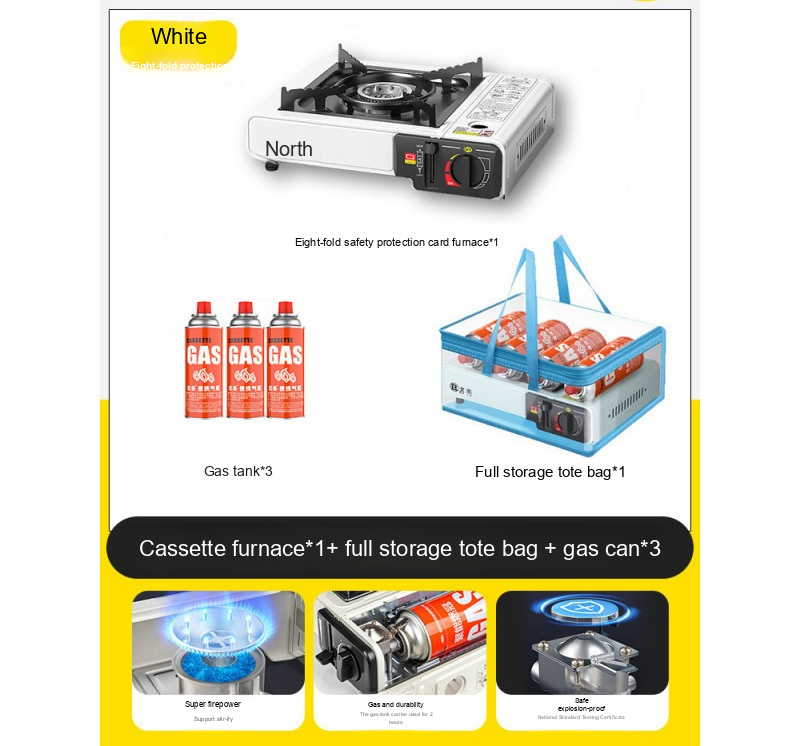 White
Eight-fold protection
North
Eight-fold safety protection card furnace*1
CASSETTE
GAS
CASSETTE
GAS
CASSETTE
GAS
Gas tank*3
Full storage tote bag*1
Cassette furnace*1+ full storage tote bag + gas can*3
GAS
Super firepower
Support stir-fry
Gas and durability
The gas tank can be used for 2
hours
Safe
explosion-proof
National Standard Testing Certificate